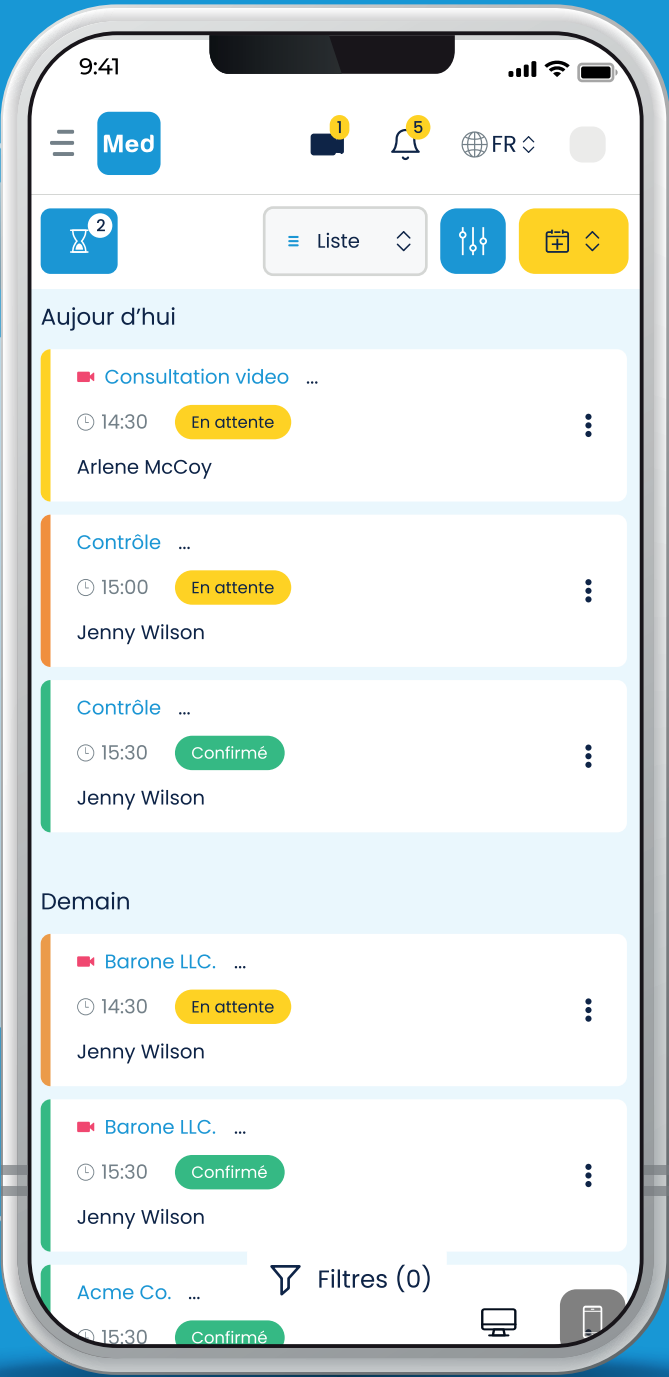 9:41
Med
1
5
FR
2
Liste
Aujour d’hui
Consultation video ...
14:30 En attente
Arlene McCoy
Contrôle ...
15:00 En attente
Jenny Wilson
Contrôle ...
15:30 Confirmé
Jenny Wilson
Demain
Barone LLC. ...
14:30 En attente
Jenny Wilson
Barone LLC. ...
15:30 Confirmé
Jenny Wilson
Filtres (0)
Acme Co. ...
15:30 Confirmé